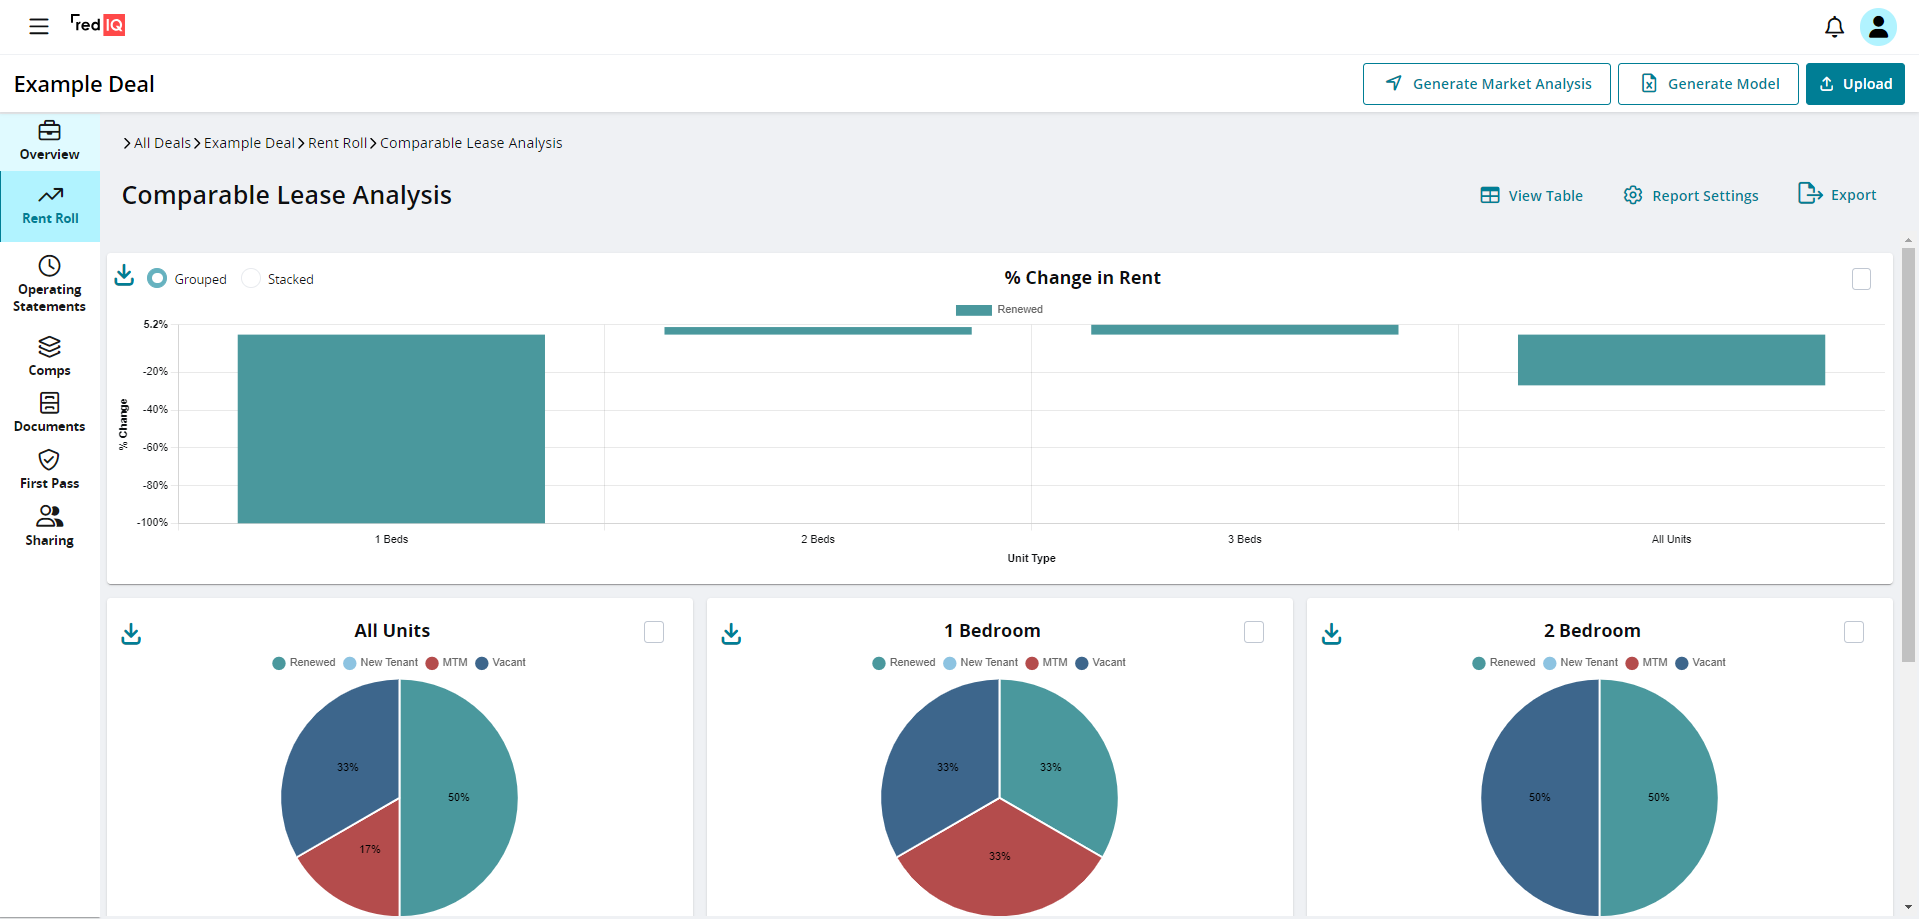 red IQ
Example Deal
Generate Market Analysis
Generate Model
Upload
Overview
Rent Roll
Operating
Statements
Comps
Documents
First Pass
Sharing
All Deals Example Deal Rent Roll Comparable Lease Analysis
Comparable Lease Analysis
View Table
Report Settings
Export
Grouped
Stacked
% Change in Rent
Renewed
% Change
5.2%
-20%
-40%
-60%
-80%
-100%
1 Beds
2 Beds
3 Beds
All Units
Unit Type
All Units
Renewed New Tenant MTM Vacant
33%
50%
17%
1 Bedroom
Renewed New Tenant MTM Vacant
33%
33%
33%
2 Bedroom
Renewed New Tenant MTM Vacant
50%
50%